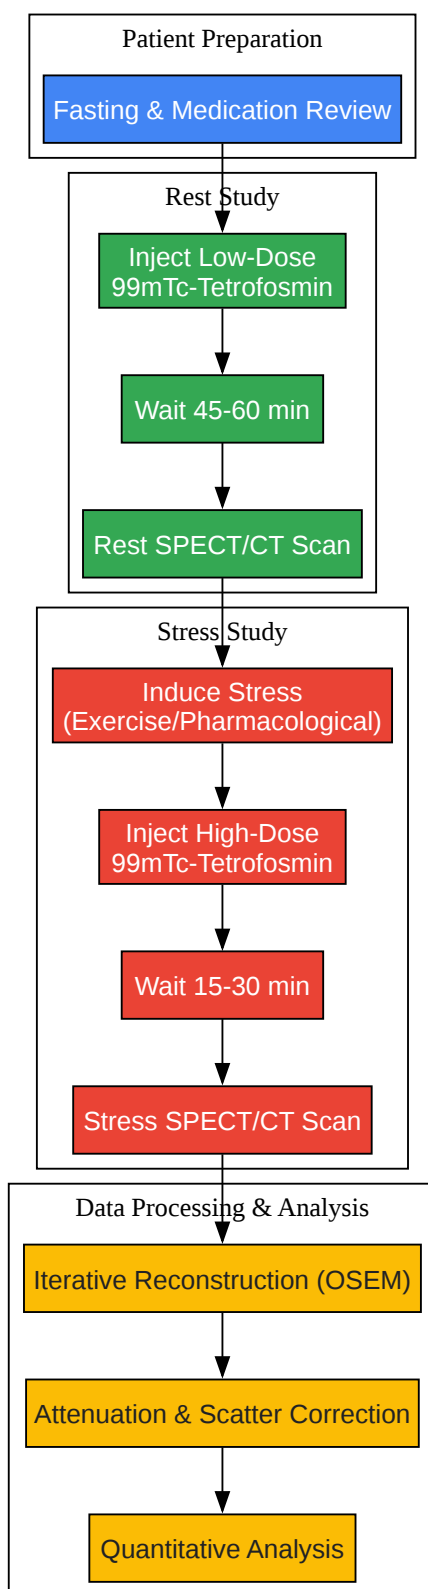 Patient Preparation
Fasting & Medication Review
Rest Study
Inject Low-Dose
99mTc-Tetrofosmin
Wait 45-60 min
Rest SPECT/CT Scan
Stress Study
Induce Stress
(Exercise/Pharmacological)
Inject High-Dose
99mTc-Tetrofosmin
Wait 15-30 min
Stress SPECT/CT Scan
Data Processing & Analysis
Iterative Reconstruction (OSEM)
Attenuation & Scatter Correction
Quantitative Analysis